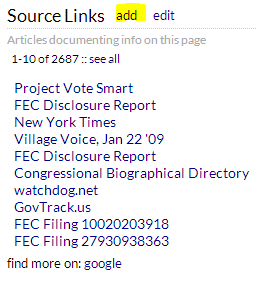 Source Links add edit
Articles documenting info on this page
1-10 of 2687 :: see all
Project Vote Smart
FEC Disclosure Report
New York Times
Village Voice, Jan 22 '09
FEC Disclosure Report
Congressional Biographical Directory
watchdog.net
GovTrack.us
FEC Filing 10020203918
FEC Filing 27930938363
find more on: google